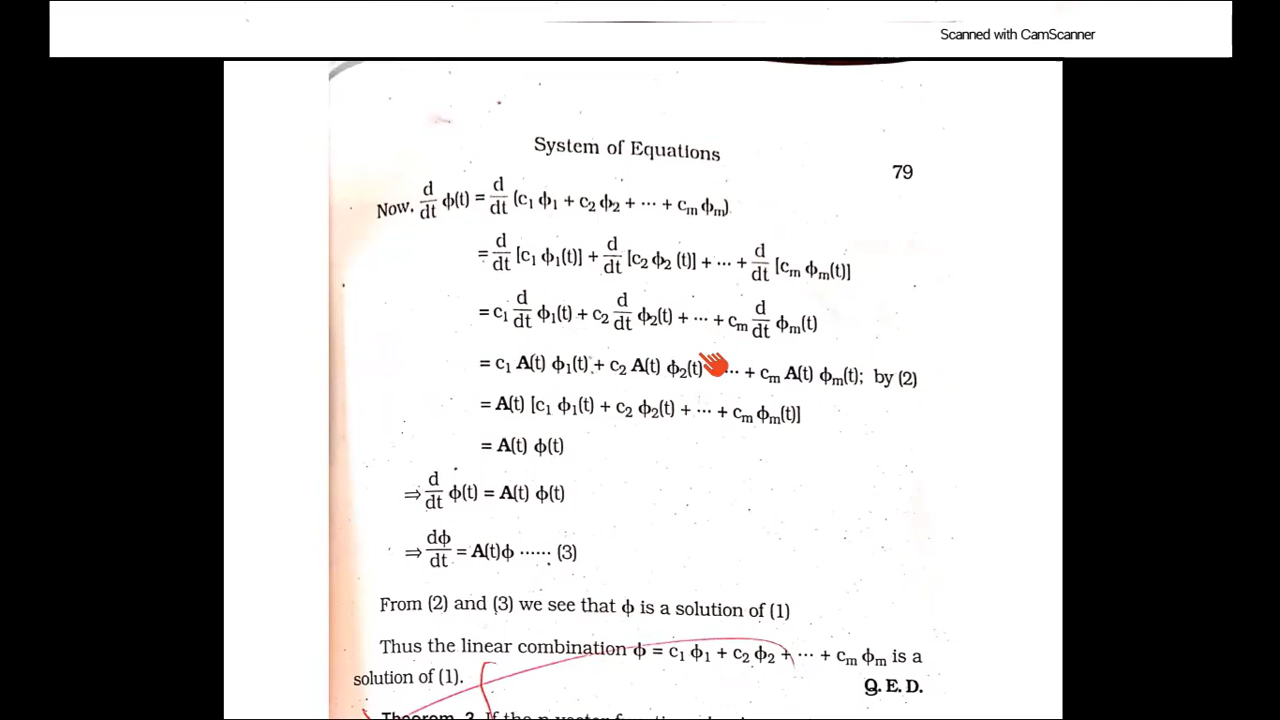 Scanned with CamScanner
System of Equations
79
Now, d/dt ϕ(t) = d/dt (c₁ ϕ₁ + c₂ ϕ₂ + ··· + cₘ ϕₘ)
= d/dt [c₁ ϕ₁(t)] + d/dt [c₂ ϕ₂ (t)] + ··· + d/dt [cₘ ϕₘ(t)]
= c₁ d/dt ϕ₁(t) + c₂ d/dt ϕ₂(t) + ··· + cₘ d/dt ϕₘ(t)
= c₁ A(t) ϕ₁(t) + c₂ A(t) ϕ₂(t) ··· + cₘ A(t) ϕₘ(t); by (2)
= A(t) [c₁ ϕ₁(t) + c₂ ϕ₂(t) + ··· + cₘ ϕₘ(t)]
= A(t) ϕ(t)
⇒ d/dt ϕ(t) = A(t) ϕ(t)
⇒ dϕ/dt = A(t)ϕ ······ (3)
From (2) and (3) we see that ϕ is a solution of (1)
Thus the linear combination ϕ = c₁ ϕ₁ + c₂ ϕ₂ + ··· + cₘ ϕₘ is a
solution of (1).
Q. E. D.